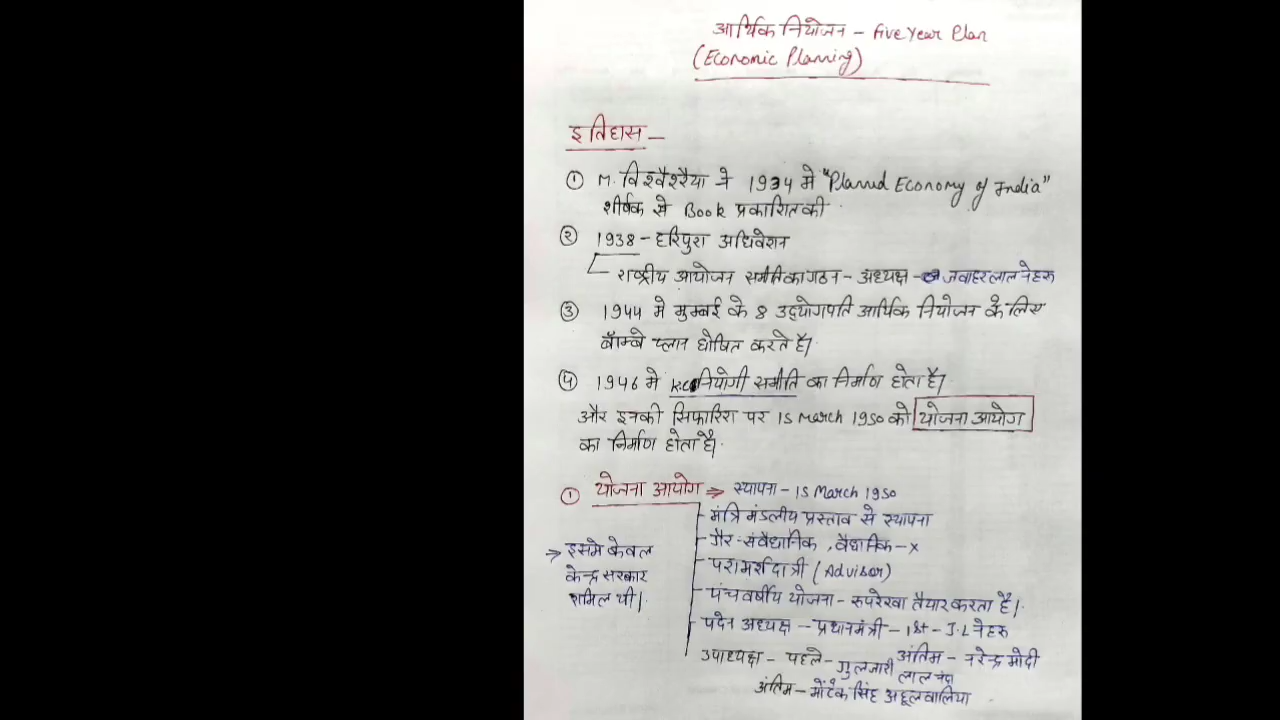 आर्थिक नियोजन – Five Year Plan
(Economic Planning)
इतिहास –
① M. विश्वेश्वरैया ने 1934 मे "Planned Economy of India"
शीर्षक से Book प्रकाशित की
② 1938 – हरिपुरा अधिवेशन
राष्ट्रीय आयोजन समीति का गठन – अध्यक्ष – जवाहर लाल नेहरू
③ 1944 मे मुम्बई के 8 उद्योगपति आर्थिक नियोजन के लिए
बॉम्बे प्लान घोषित करते है।
④ 1946 मे K.C नियोगी समीति का निर्माण होता है।
और इनकी सिफारिश पर 15 March 1950 को योजना आयोग
का निर्माण होता है।
① योजना आयोग ⇒ स्थापना – 15 March 1950
मंत्रि मंडलीय प्रस्ताव से स्थापना
गैर-संवैधानिक , वैधानिक – X
→ इसमे केवल
केन्द्र सरकार
शामिल थी।
परामर्शदात्री (Advisor)
पंचवर्षीय योजना – रूपरेखा तैयार करता है।
पदेन अध्यक्ष – प्रधानमंत्री – 1st – J.L नेहरू
अंतिम – नरेन्द्र मोदी
उपाध्यक्ष – पहले – गुलजारी लाल नंदा
अंतिम – मोंटेक सिंह अहूलवालिया